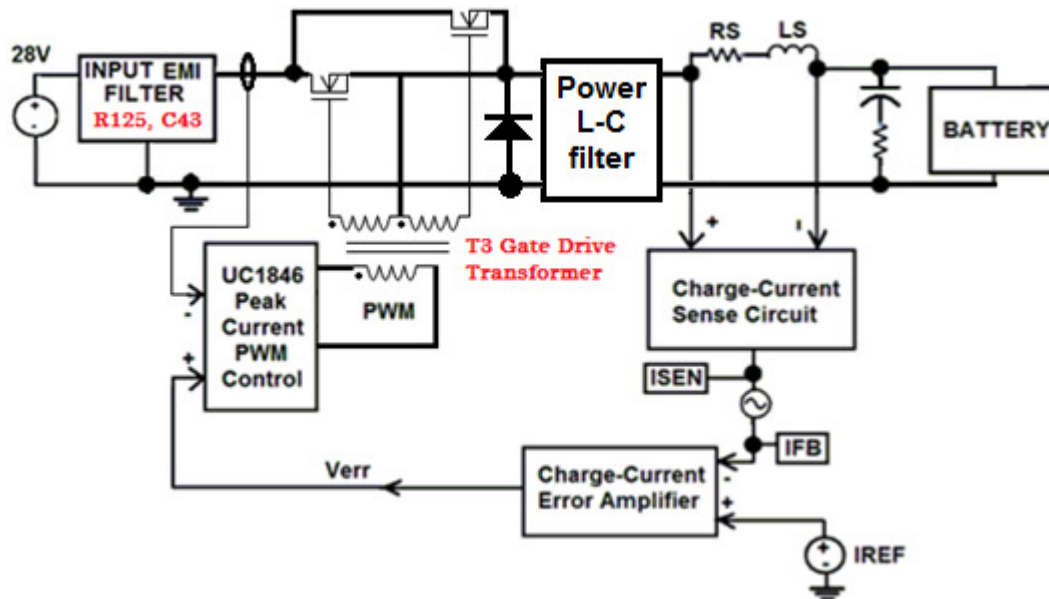 28V
INPUT EMI
FILTER
R125, C43
Power
L-C
filter
RS
LS
BATTERY
T3 Gate Drive
Transformer
UC1846
Peak
Current
PWM
Control
PWM
Charge-Current
Sense Circuit
ISEN
IFB
Charge-Current
Error Amplifier
Verr
IREF